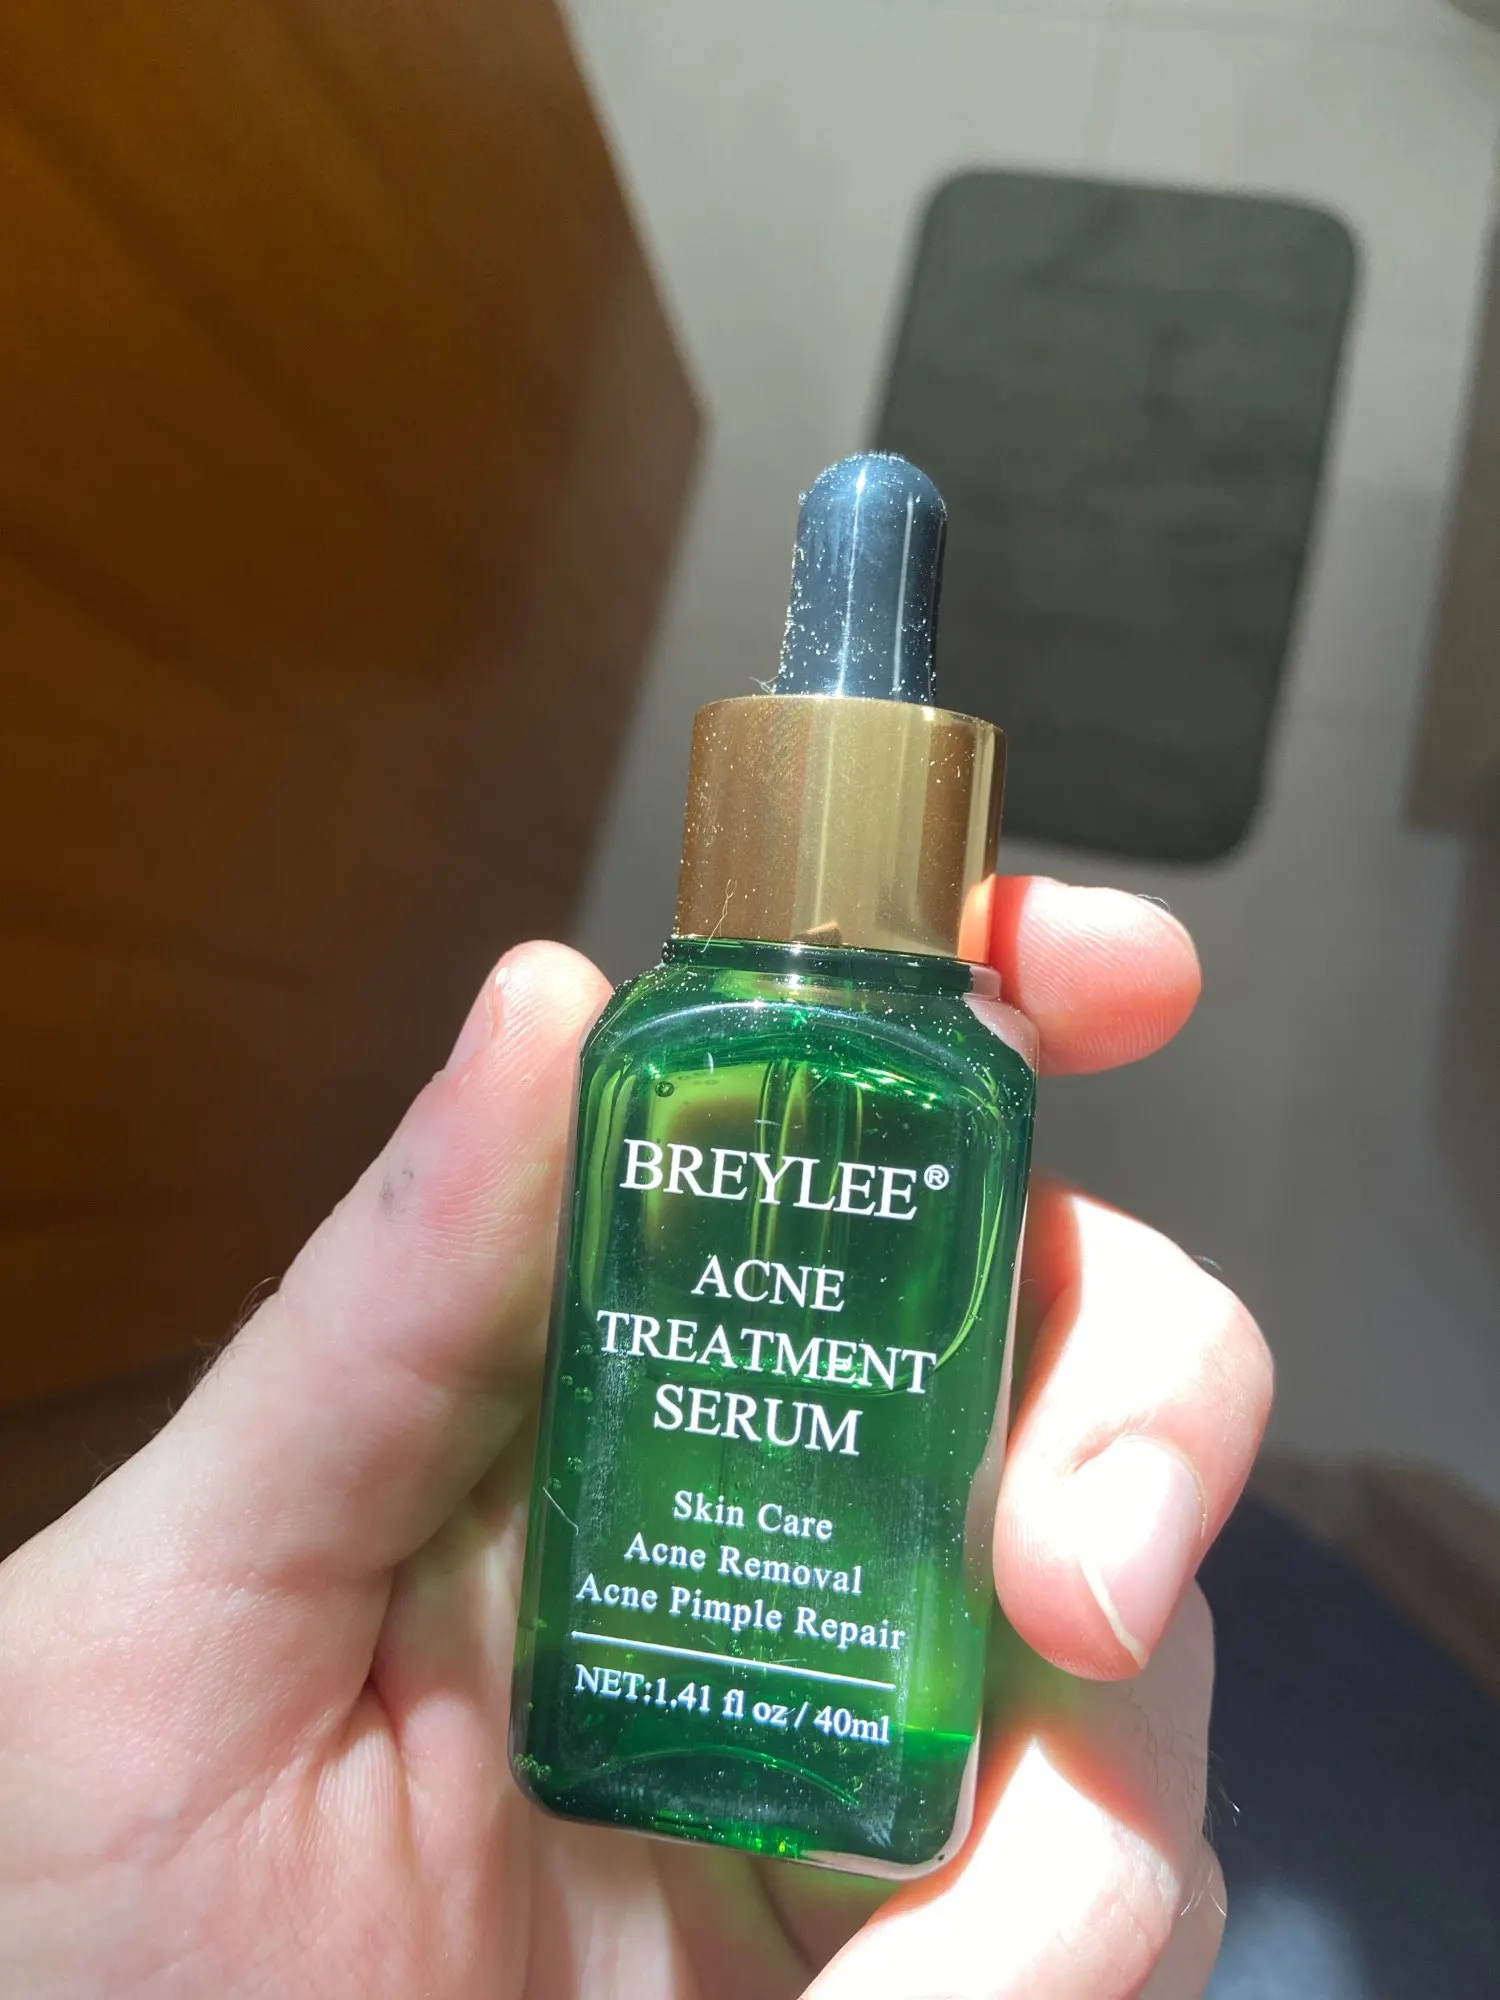 BREYLEE®
ACNE
TREATMENT
SERUM
Skin Care
Acne Removal
Acne Pimple Repair
NET:1.41 fl oz / 40ml